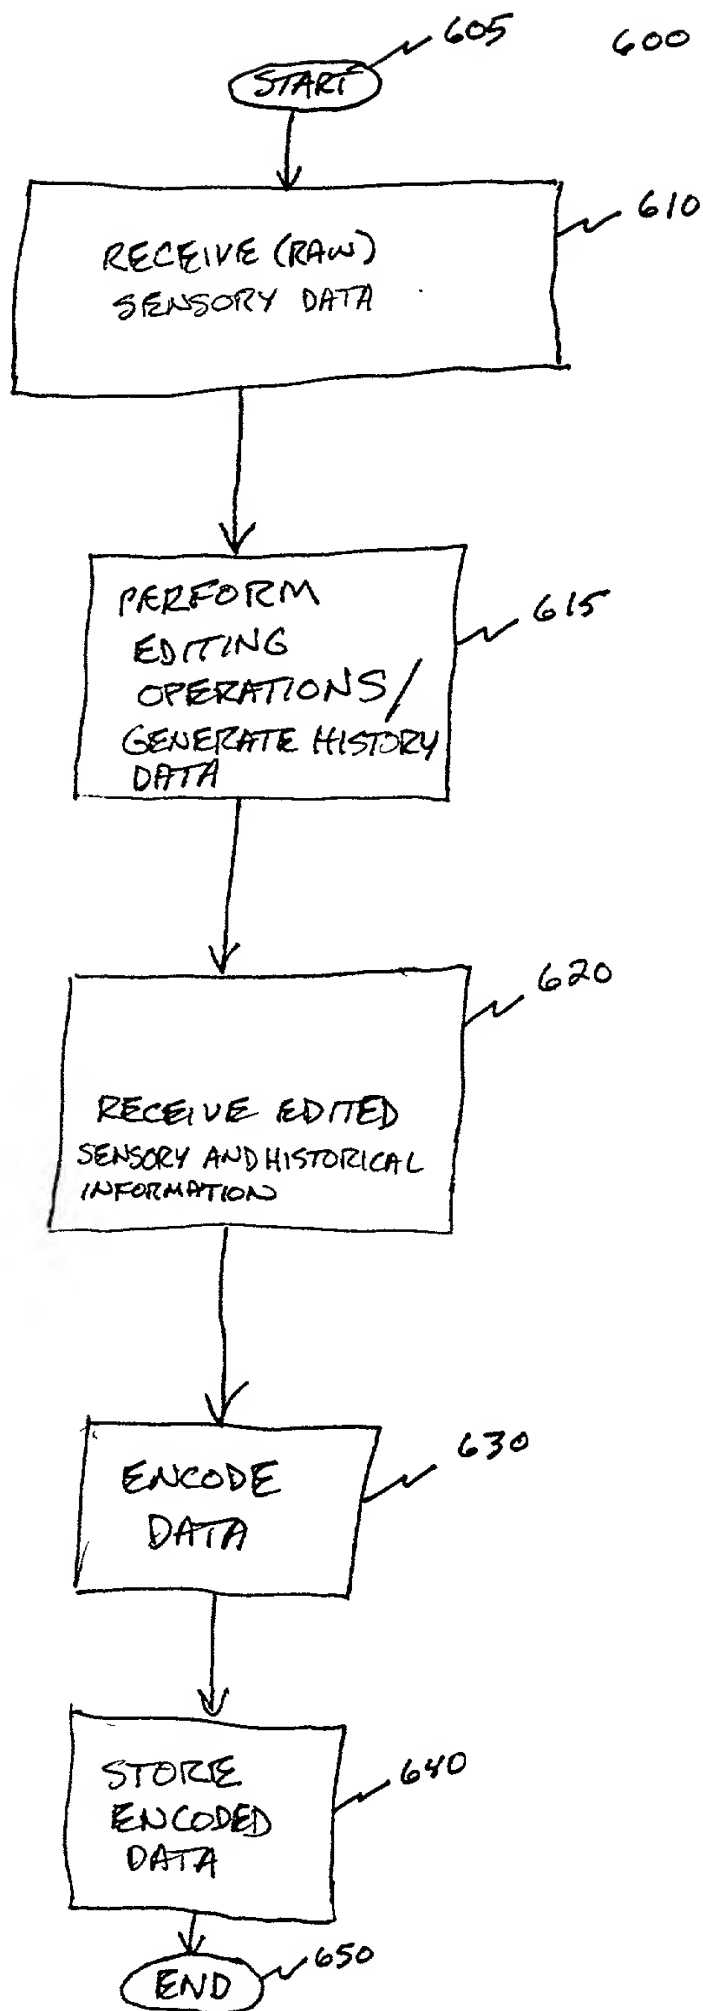 605
600
START
610
RECEIVE (RAW)
SENSORY DATA
PERFORM
615
EDITING
OPERATIONS/
GENERATE HISTORY
DATA
620
RECEIVE EDITED
SENSORY AND HISTORICAL
INFORMATION
630
ENCODE
DATA
640
STORE
ENCODED
DATA
650
END